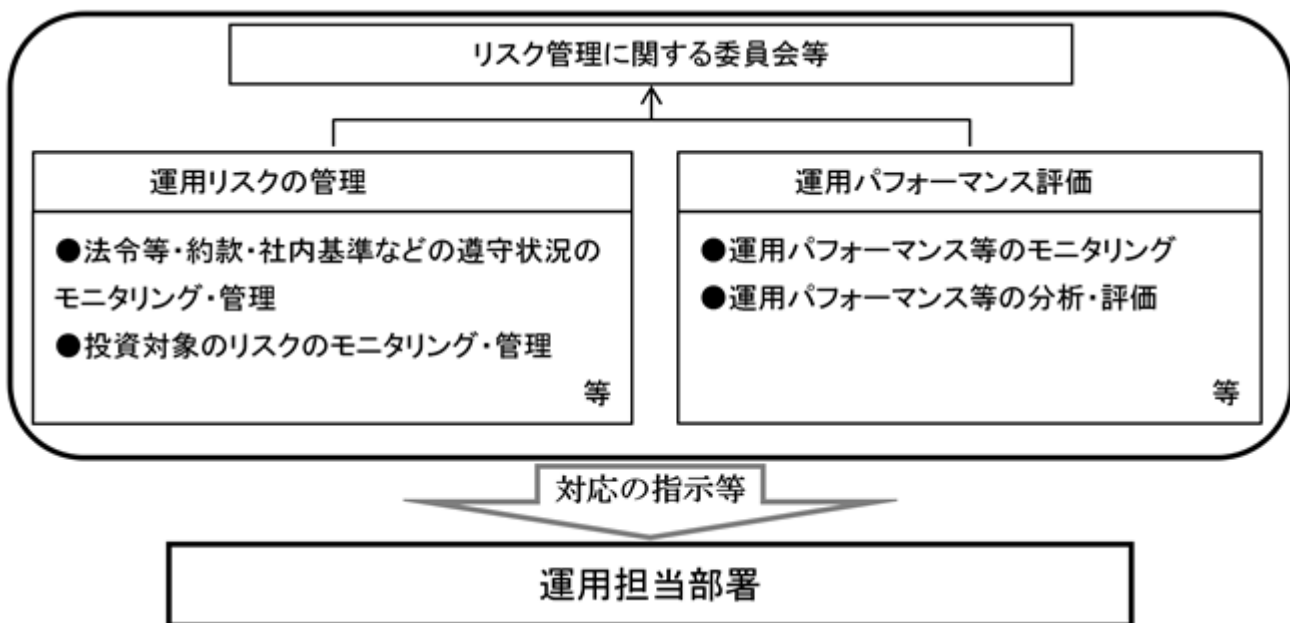 リスク管理に関する委員会等
運用リスクの管理
●法令等・約款・社内基準などの遵守状況の
モニタリング・管理
●投資対象のリスクのモニタリング・管理
等
運用パフォーマンス評価
●運用パフォーマンス等のモニタリング
●運用パフォーマンス等の分析・評価
等
対応の指示等
運用担当部署